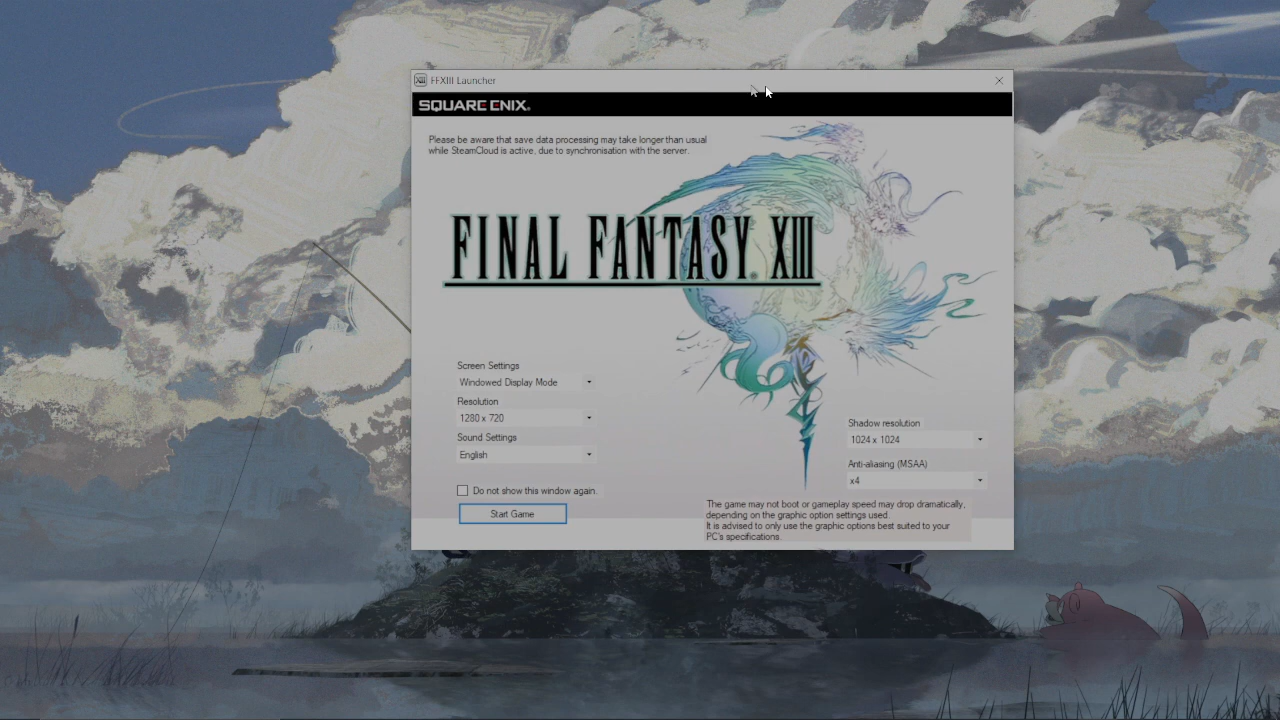 FFXIII Launcher
SQUARE ENIX.
Please be aware that save data processing may take longer than usual
while SteamCloud is active, due to synchronisation with the server.
FINAL FANTASY XIII
Screen Settings
Windowed Display Mode
Resolution
1280 x 720
Sound Settings
English
Do not show this window again.
Start Game
Shadow resolution
1024 x 1024
Anti-aliasing (MSAA)
x4
The game may not boot or gameplay speed may drop dramatically,
depending on the graphic option settings used.
It is advised to only use the graphic options best suited to your
PC's specifications.